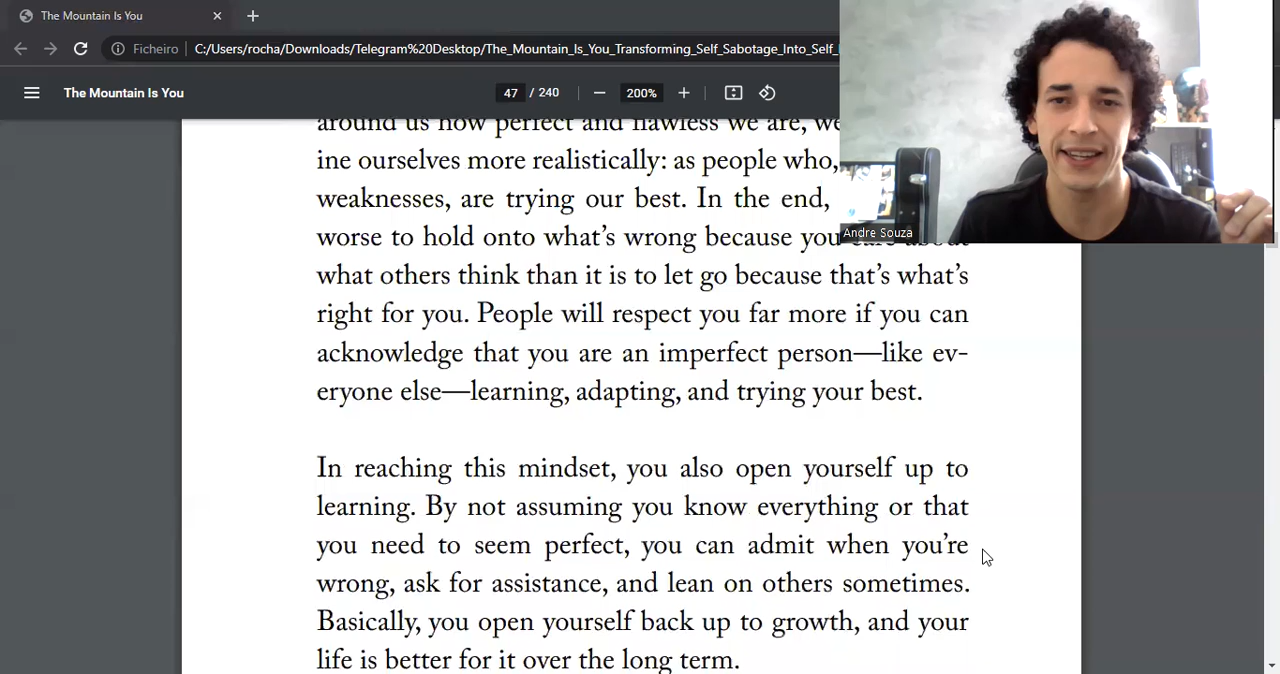 The Mountain Is You
Ficheiro C:/Users/rocha/Downloads/Telegram%20Desktop/The_Mountain_Is_You_Transforming_Self_Sabotage_Into_Self_
The Mountain Is You 47 / 240 200%
around us how perfect and flawless we are, we
ine ourselves more realistically: as people who,
weaknesses, are trying our best. In the end,
worse to hold onto what's wrong because you care about
what others think than it is to let go because that's what's
right for you. People will respect you far more if you can
acknowledge that you are an imperfect person—like ev-
eryone else—learning, adapting, and trying your best.
In reaching this mindset, you also open yourself up to
learning. By not assuming you know everything or that
you need to seem perfect, you can admit when you're
wrong, ask for assistance, and lean on others sometimes.
Basically, you open yourself back up to growth, and your
life is better for it over the long term.
Andre Souza